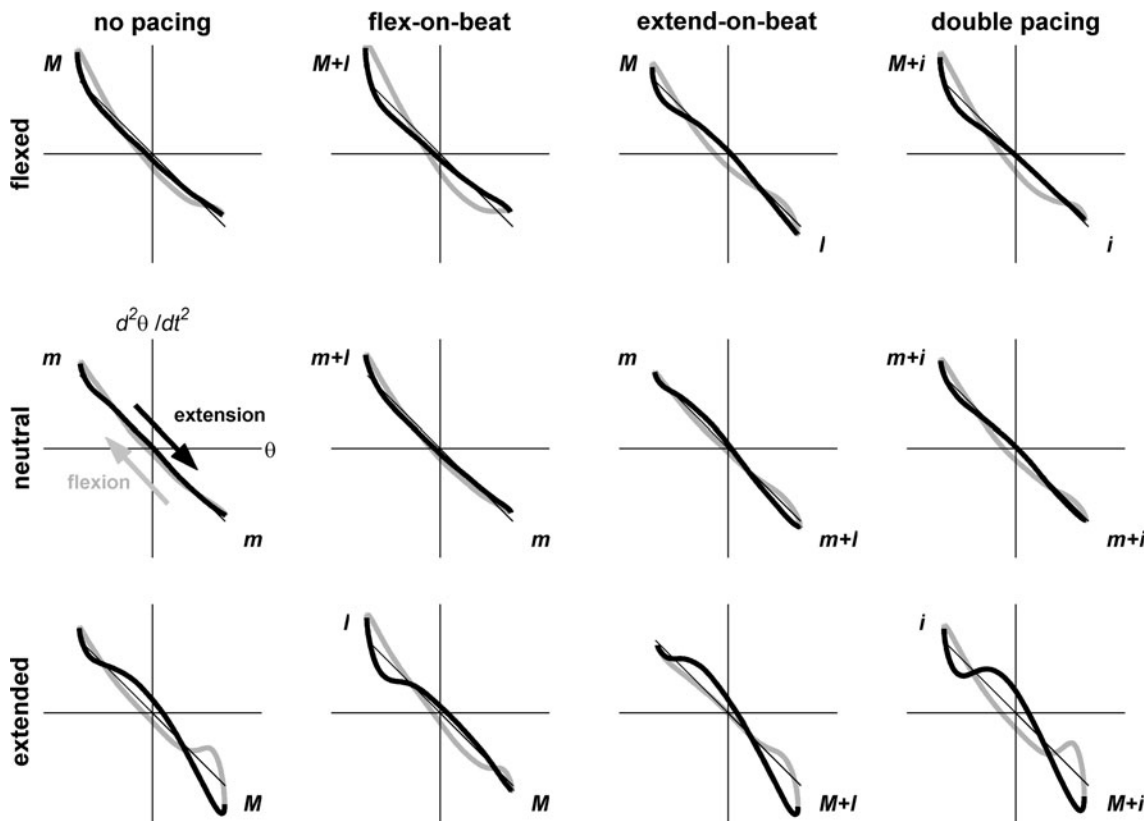 no pacing flex-on-beat extend-on-beat double pacing
flexed
M M+I M M+i
I i
d²θ /dt²
neutral
m m+I m m+i
extension
θ
flexion
m m m+I m+i
extended
I i
M M M+I M+i